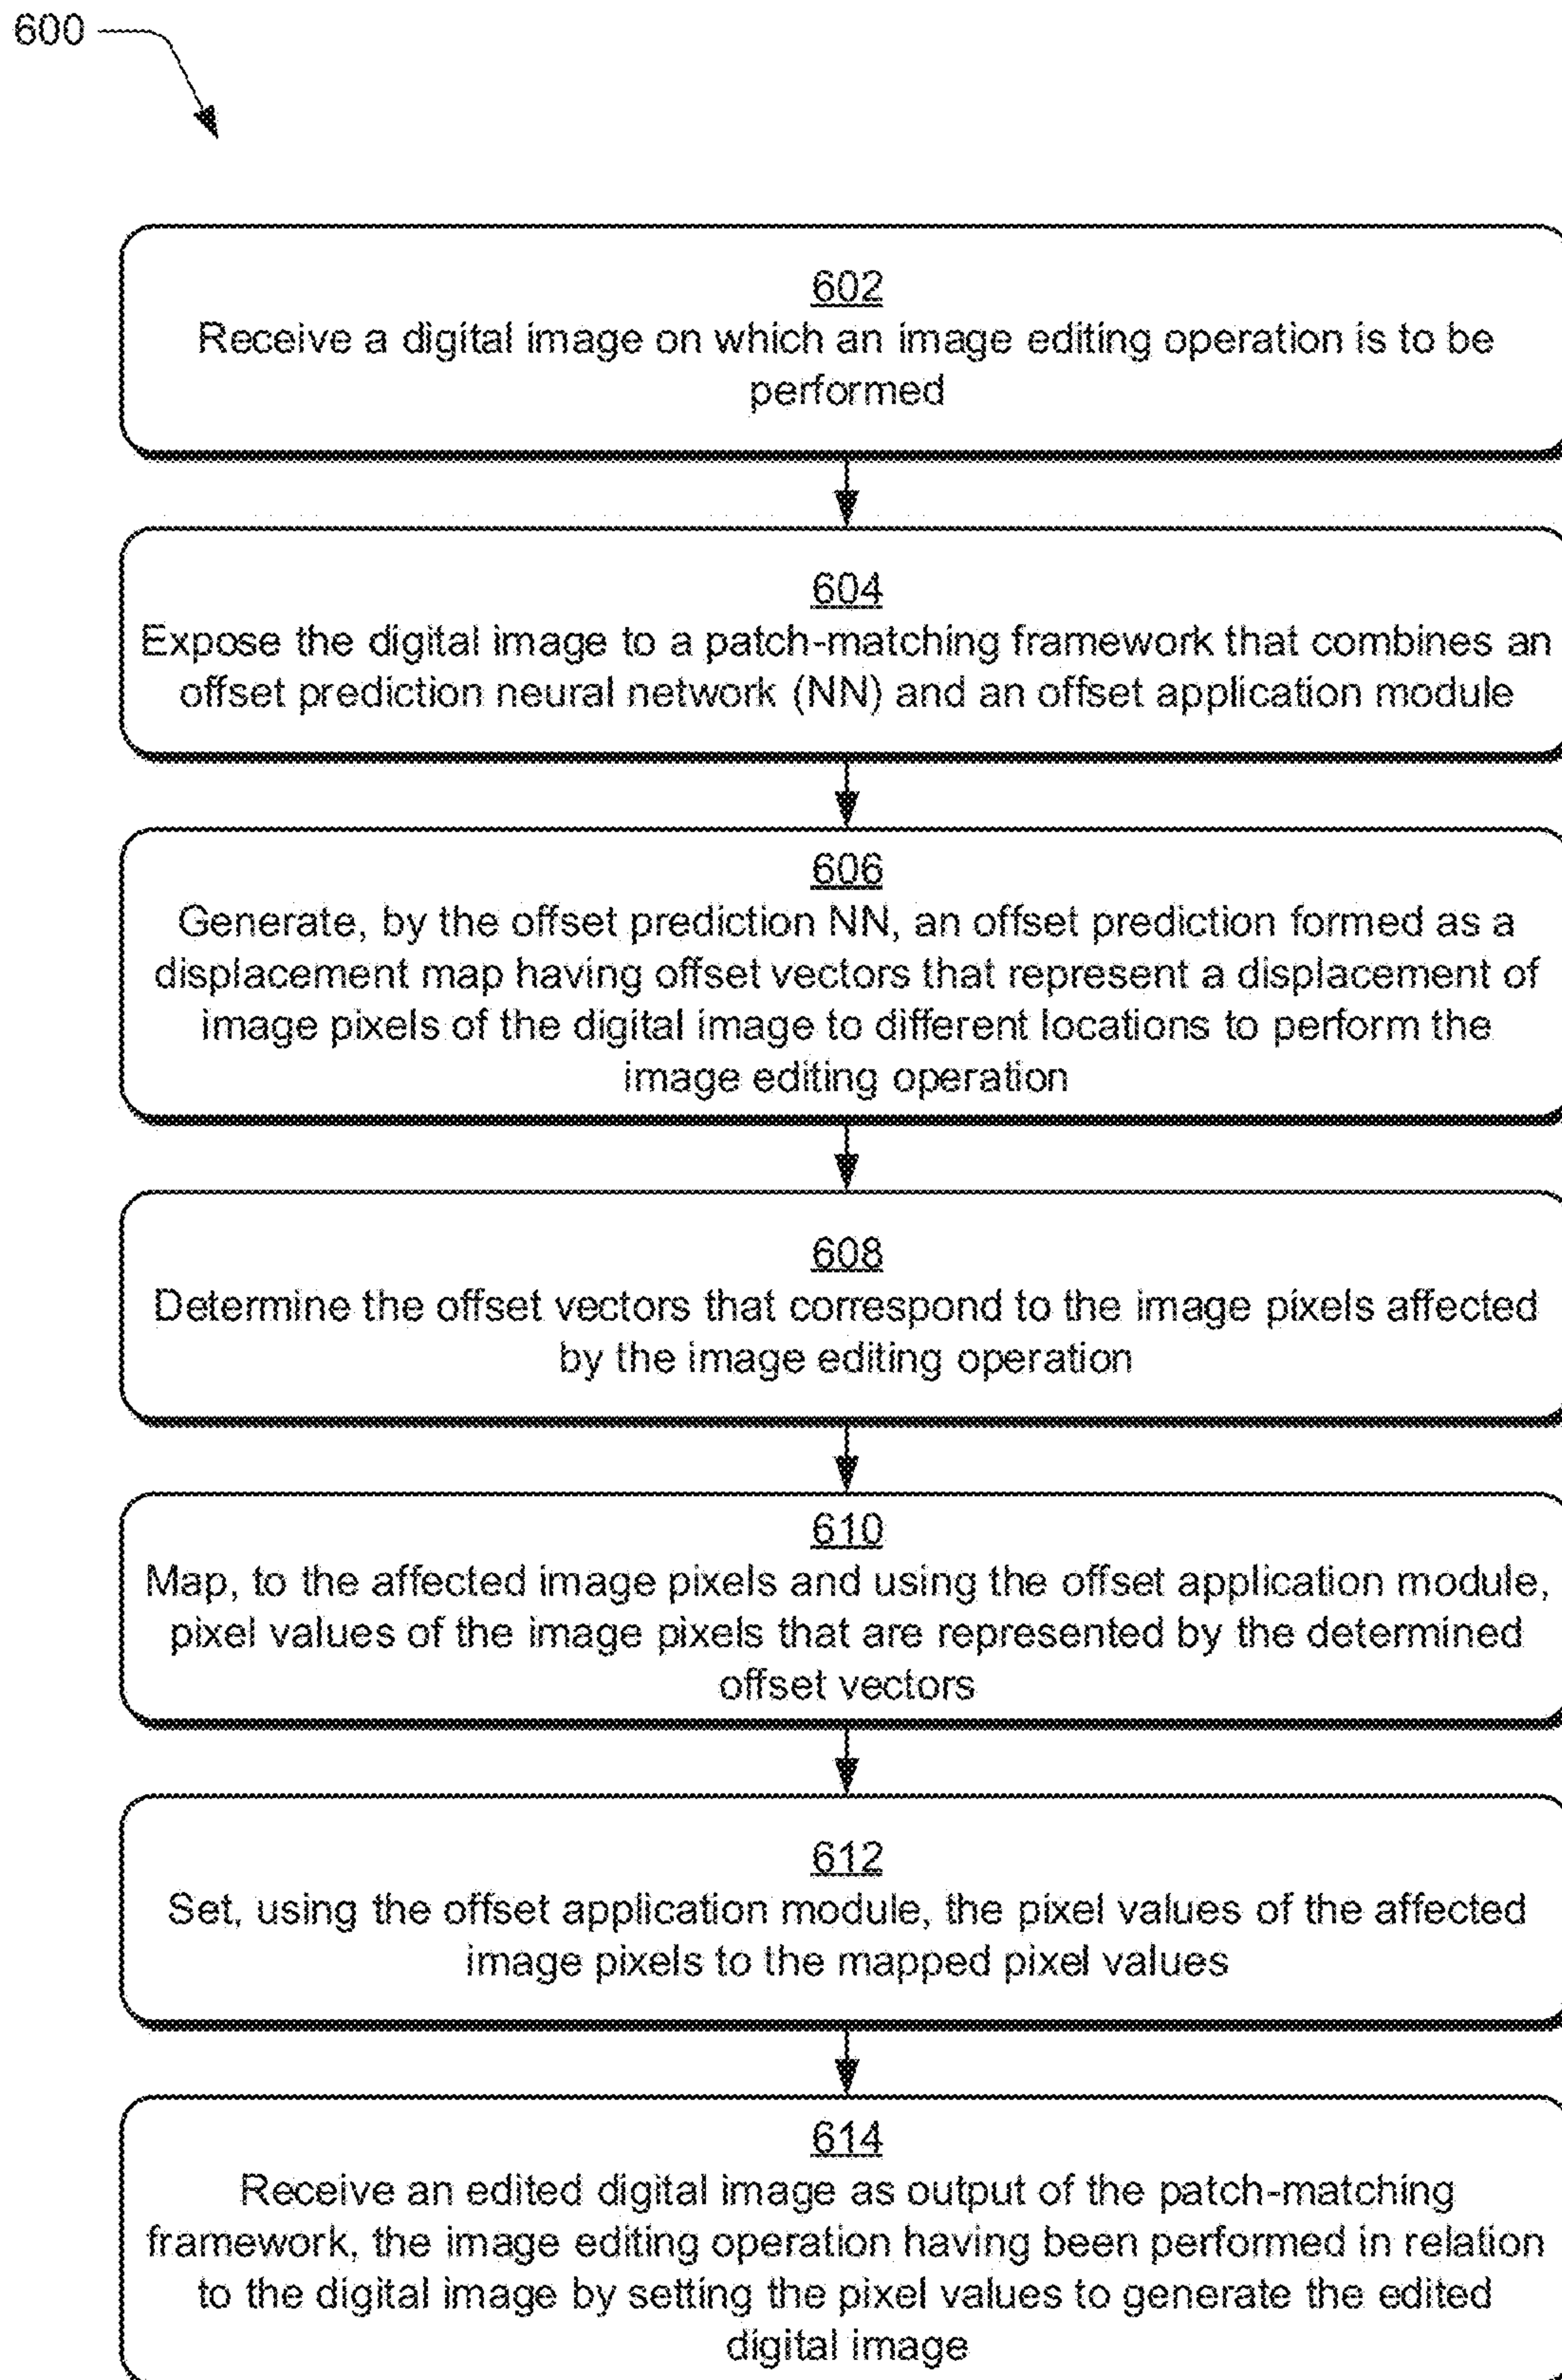 600
602
Receive a digital image on which an image editing operation is to be
performed
604
Expose the digital image to a patch-matching framework that combines an
offset prediction neural network (NN) and an offset application module
606
Generate, by the offset prediction NN, an offset prediction formed as a
displacement map having offset vectors that represent a displacement of
image pixels of the digital image to different locations to perform the
image editing operation
608
Determine the offset vectors that correspond to the image pixels affected
by the image editing operation
610
Map, to the affected image pixels and using the offset application module,
pixel values of the image pixels that are represented by the determined
offset vectors
612
Set, using the offset application module, the pixel values of the affected
image pixels to the mapped pixel values
614
Receive an edited digital image as output of the patch-matching
framework, the image editing operation having been performed in relation
to the digital image by setting the pixel values to generate the edited
digital image